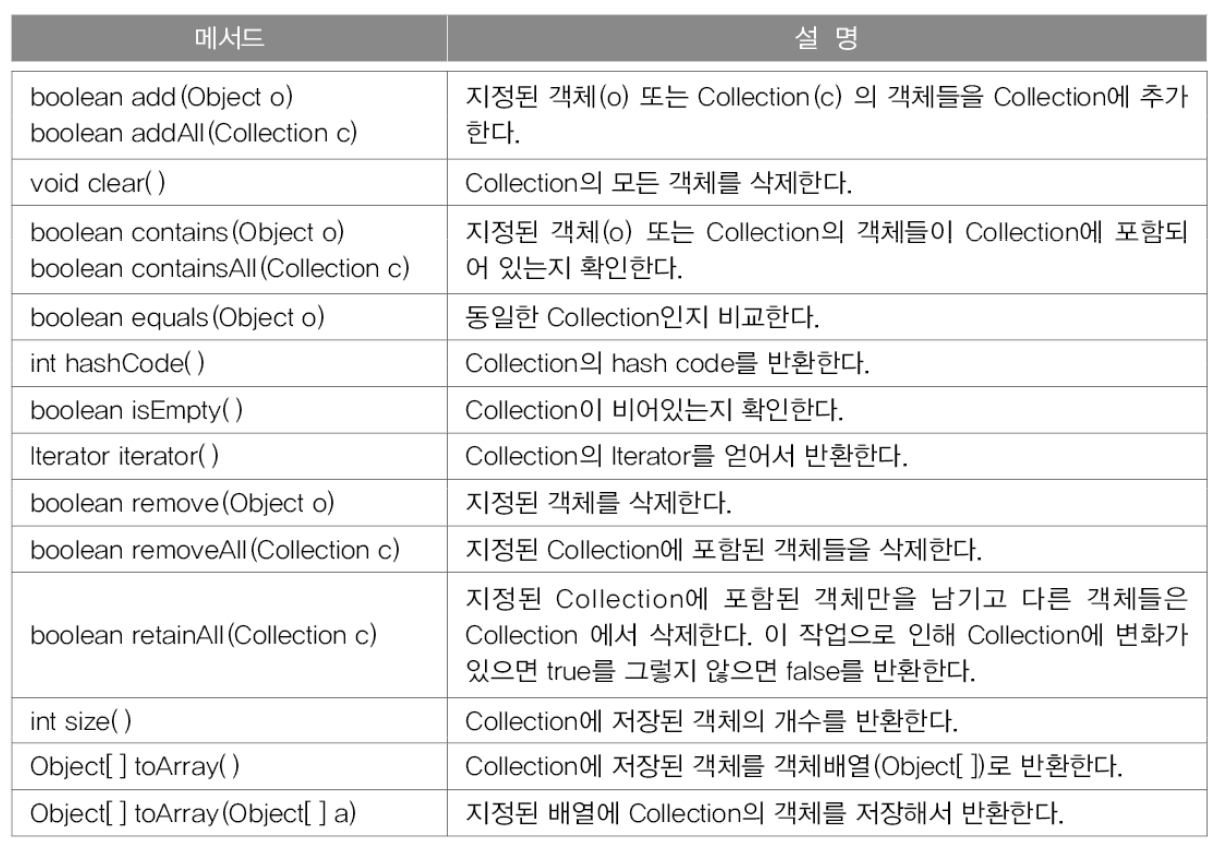 메서드 설 명
boolean add(Object o)
boolean addAll(Collection c)
지정된 객체(o) 또는 Collection(c) 의 객체들을 Collection에 추가
한다.
void clear( )
Collection의 모든 객체를 삭제한다.
boolean contains(Object o)
boolean containsAll(Collection c)
지정된 객체(o) 또는 Collection의 객체들이 Collection에 포함되
어 있는지 확인한다.
boolean equals(Object o)
동일한 Collection인지 비교한다.
int hashCode( )
Collection의 hash code를 반환한다.
boolean isEmpty( )
Collection이 비어있는지 확인한다.
Iterator iterator( )
Collection의 Iterator를 얻어서 반환한다.
boolean remove(Object o)
지정된 객체를 삭제한다.
boolean removeAll(Collection c)
지정된 Collection에 포함된 객체들을 삭제한다.
boolean retainAll(Collection c)
지정된 Collection에 포함된 객체만을 남기고 다른 객체들은
Collection 에서 삭제한다. 이 작업으로 인해 Collection에 변화가
있으면 true를 그렇지 않으면 false를 반환한다.
int size( )
Collection에 저장된 객체의 개수를 반환한다.
Object[ ] toArray( )
Collection에 저장된 객체를 객체배열(Object[ ])로 반환한다.
Object[ ] toArray(Object[ ] a)
지정된 배열에 Collection의 객체를 저장해서 반환한다.